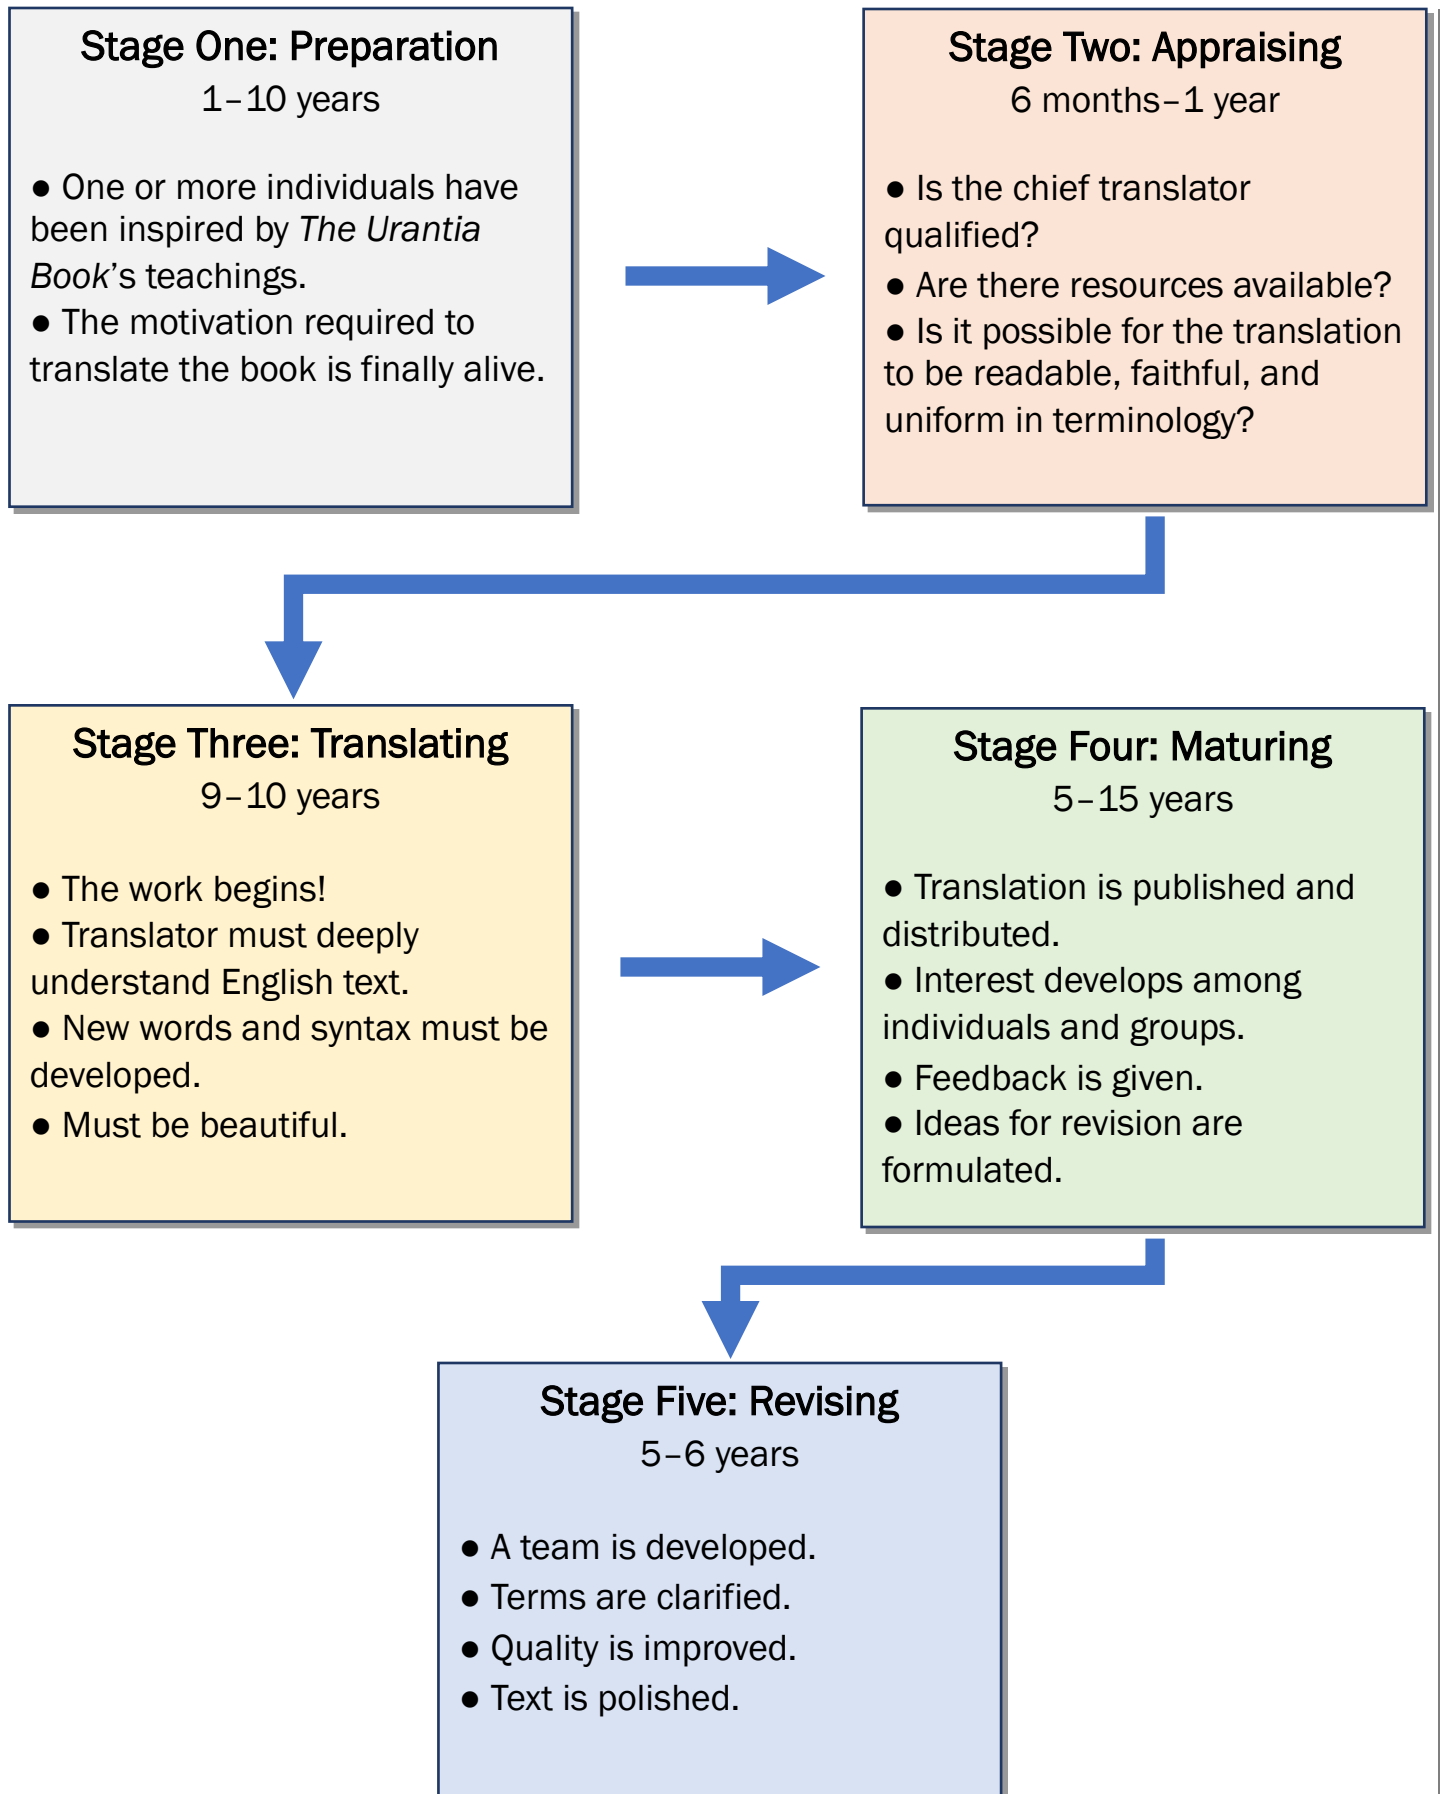 Stage One: Preparation
1–10 years
● One or more individuals have
been inspired by The Urantia
Book’s teachings.
● The motivation required to
translate the book is finally alive.
Stage Two: Appraising
6 months–1 year
● Is the chief translator
qualified?
● Are there resources available?
● Is it possible for the translation
to be readable, faithful, and
uniform in terminology?
Stage Three: Translating
9–10 years
● The work begins!
● Translator must deeply
understand English text.
● New words and syntax must be
developed.
● Must be beautiful.
Stage Four: Maturing
5–15 years
● Translation is published and
distributed.
● Interest develops among
individuals and groups.
● Feedback is given.
● Ideas for revision are
formulated.
Stage Five: Revising
5–6 years
● A team is developed.
● Terms are clarified.
● Quality is improved.
● Text is polished.